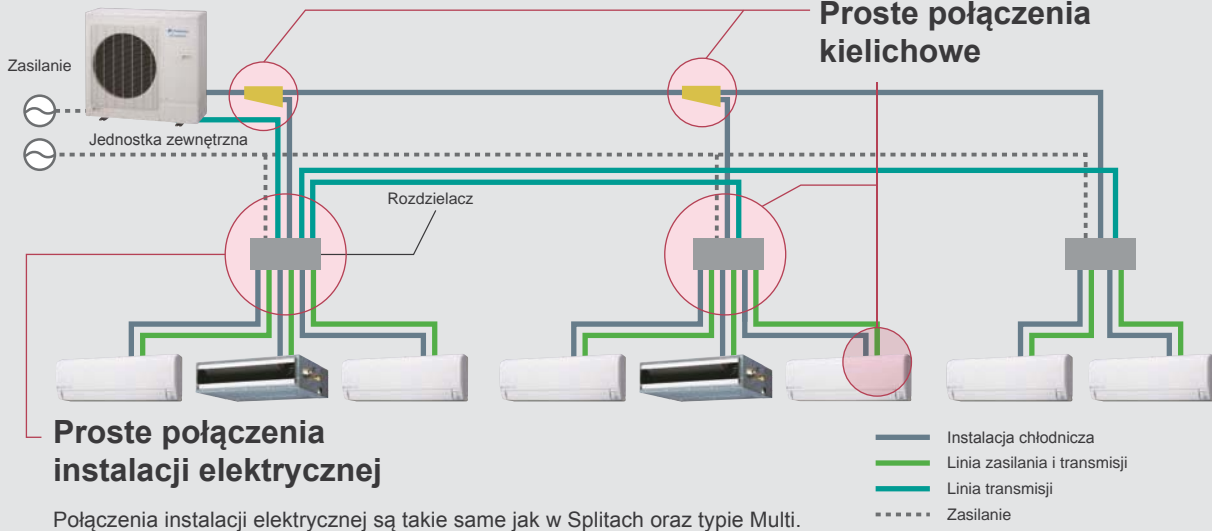 Proste połączenia
kielichowe
Zasilanie
Jednostka zewnętrzna
Rozdzielacz
Proste połączenia
instalacji elektrycznej
Połączenia instalacji elektrycznej są takie same jak w Splitach oraz typie Multi.
Instalacja chłodnicza
Linia zasilania i transmisji
Linia transmisji
Zasilanie